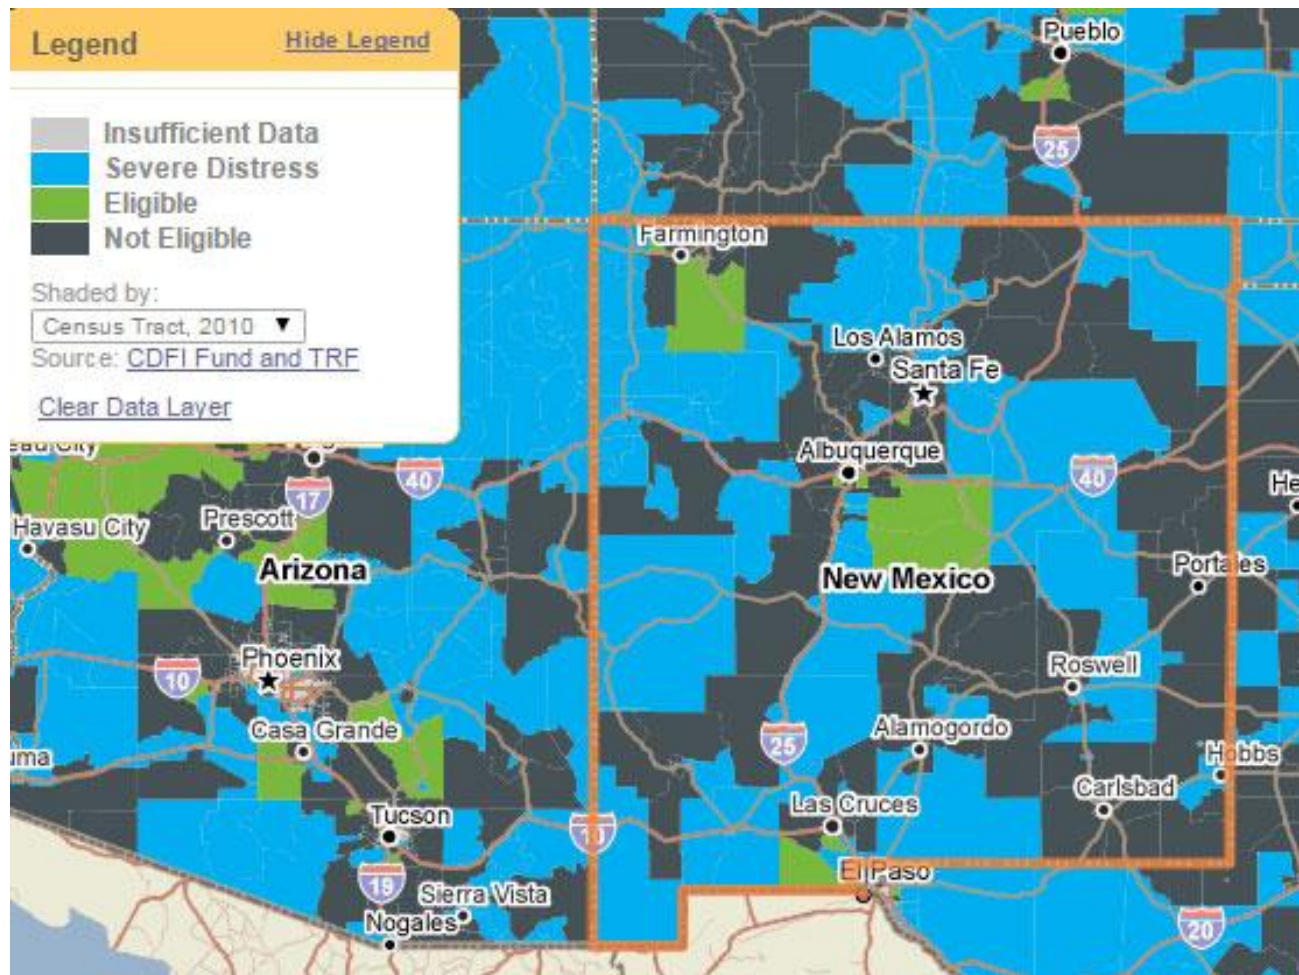 Legend
Hide Legend
Insufficient Data
Severe Distress
Eligible
Not Eligible
Shaded by:
Census Tract, 2010 ▼
Source: CDFI Fund and TRF
Clear Data Layer
Pueblo
25
Farmington
Los Alamos
Santa Fe
Albuquerque
40
40
17
Havasu City
Prescott
Arizona
New Mexico
Portales
Phoenix
10
Roswell
Casa Grande
25
Alamogordo
Hobbs
Carlsbad
Las Cruces
Tucson
10
El Paso
19
Sierra Vista
Nogales
20